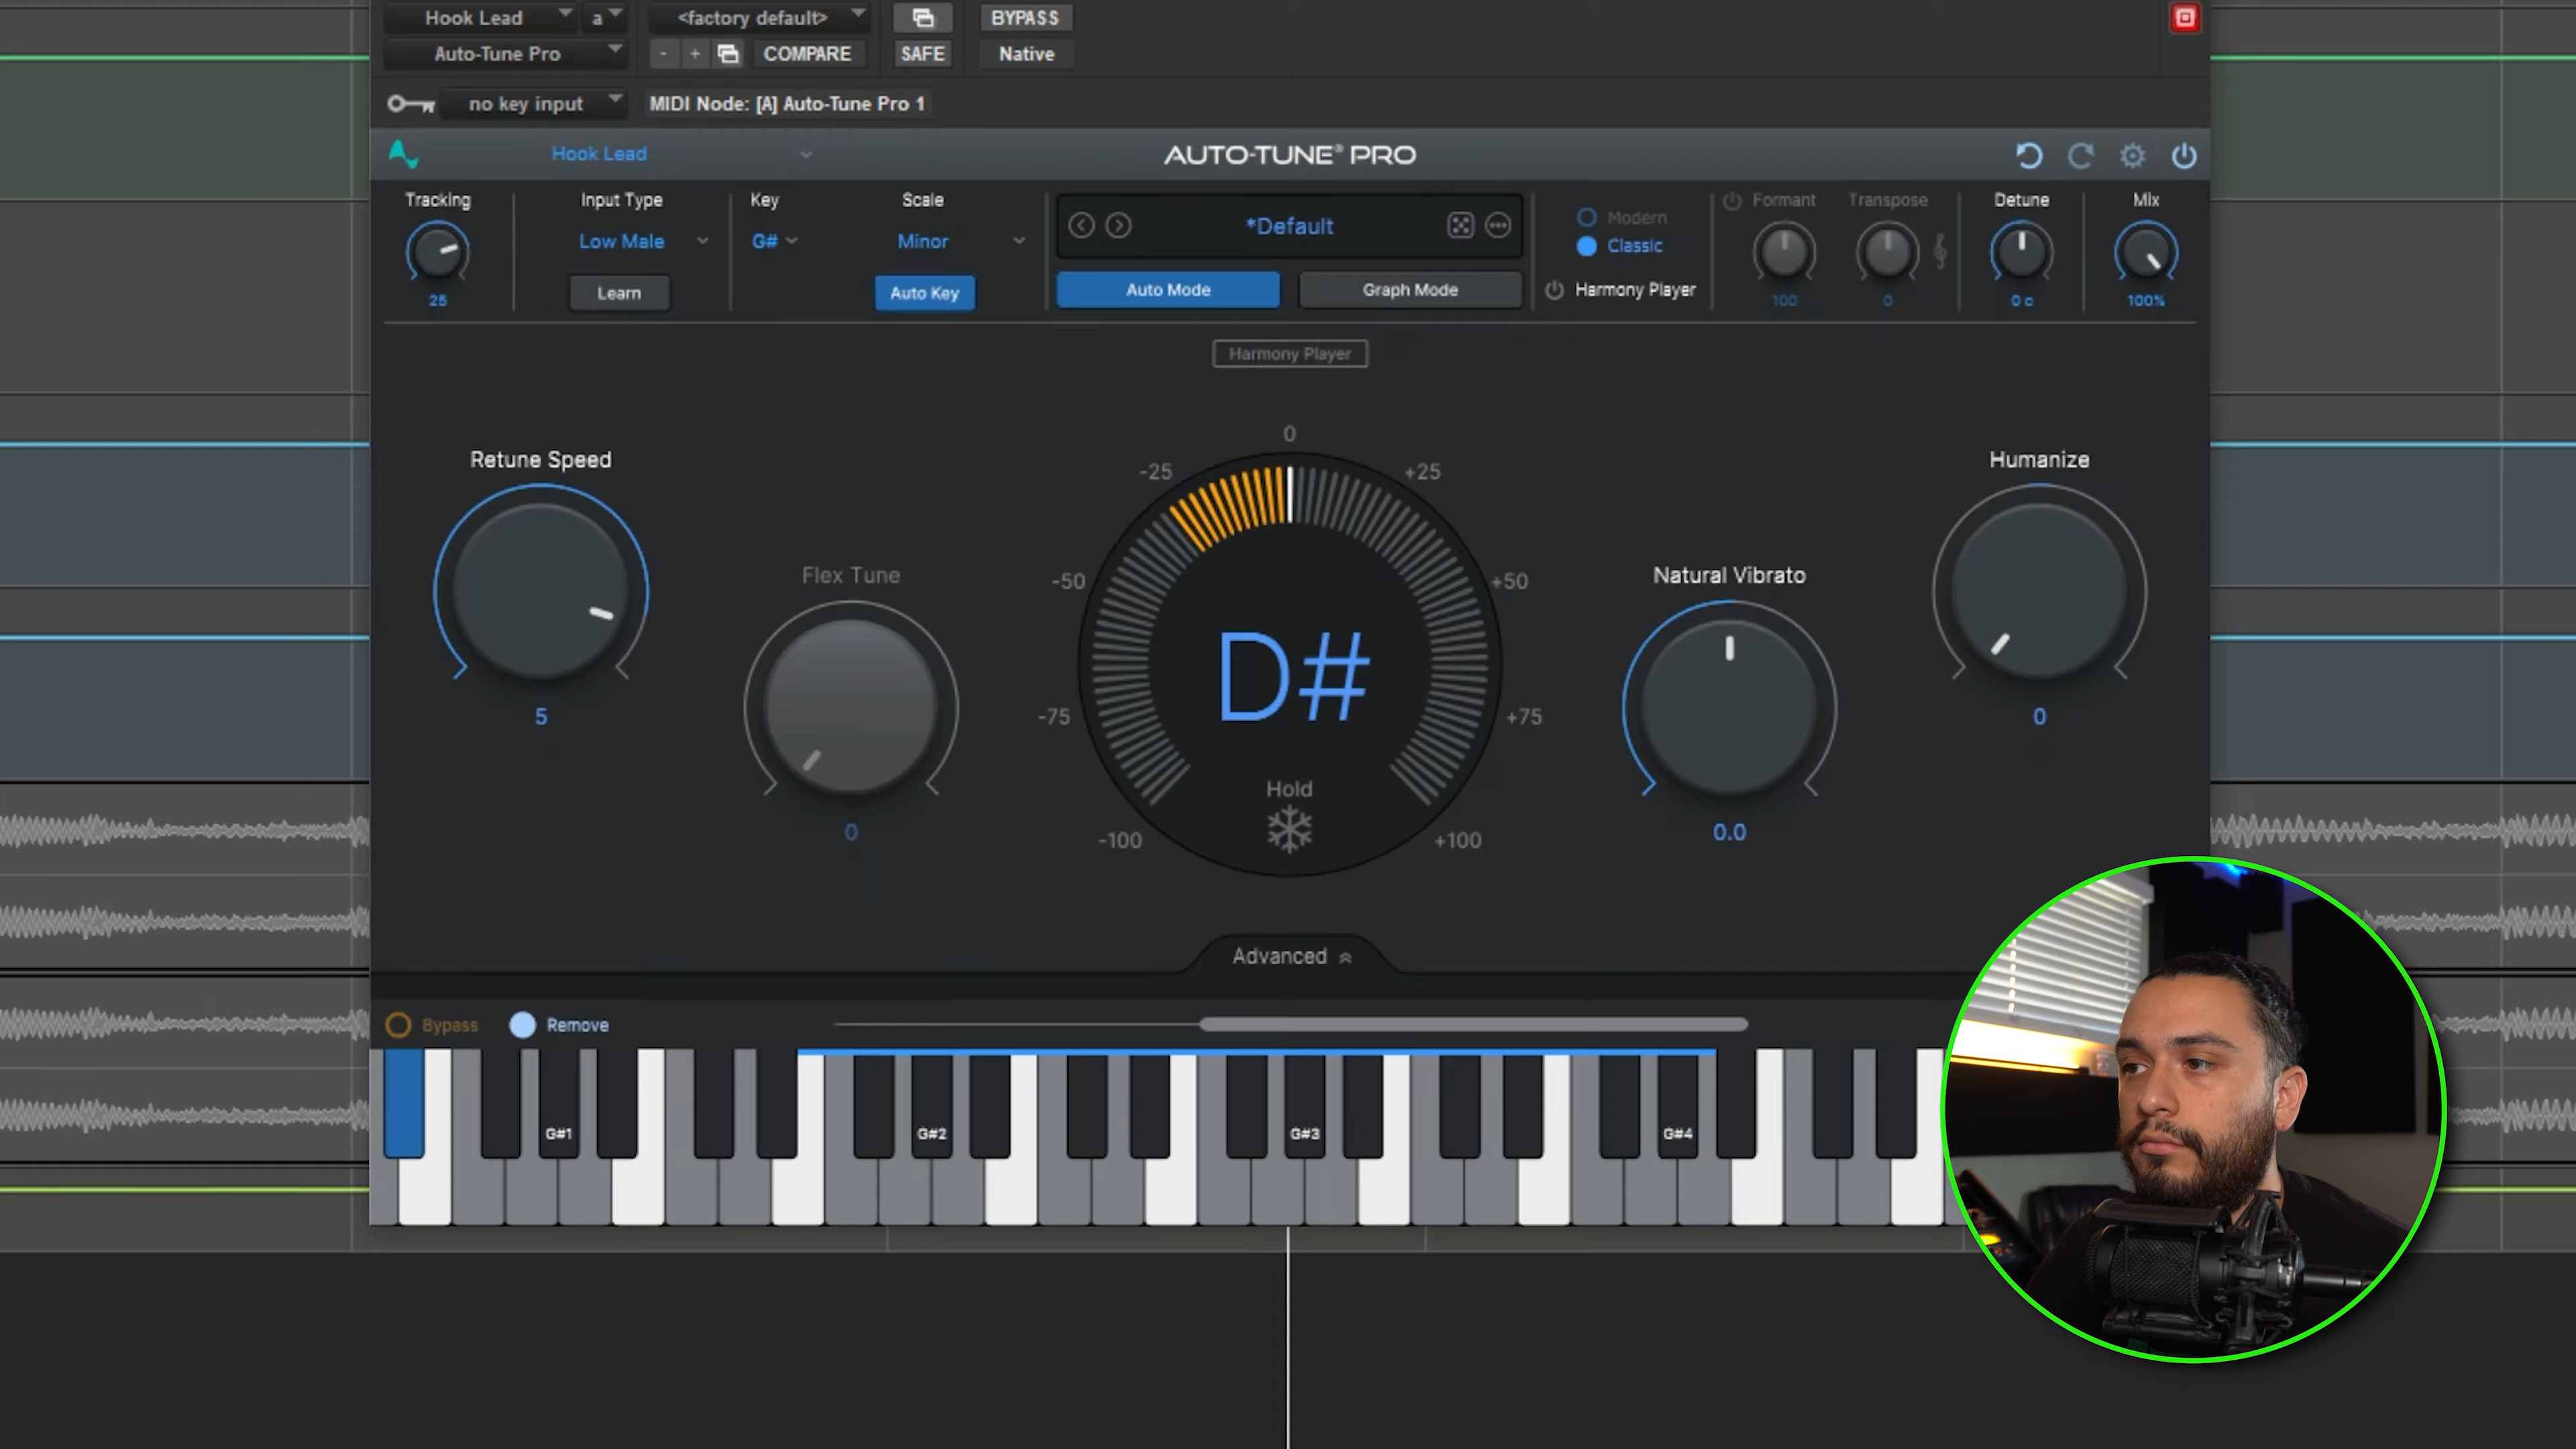 Hook Lead a <factory default> BYPASS
Auto-Tune Pro - + COMPARE SAFE Native
no key input MIDI Node: [A] Auto-Tune Pro 1
Hook Lead AUTO-TUNE® PRO
Tracking Input Type Key Scale Formant Transpose Detune Mix
Low Male G# Minor *Default Modern
Classic
Learn Auto Key Auto Mode Graph Mode Harmony Player
25 100 0 0 c 100%
Harmony Player
0
-25 +25
Retune Speed Humanize
Flex Tune -50 +50 Natural Vibrato
D#
5 -75 +75 0
Hold
0 -100 +100 0.0
Advanced
Bypass Remove
G#1 G#2 G#3 G#4